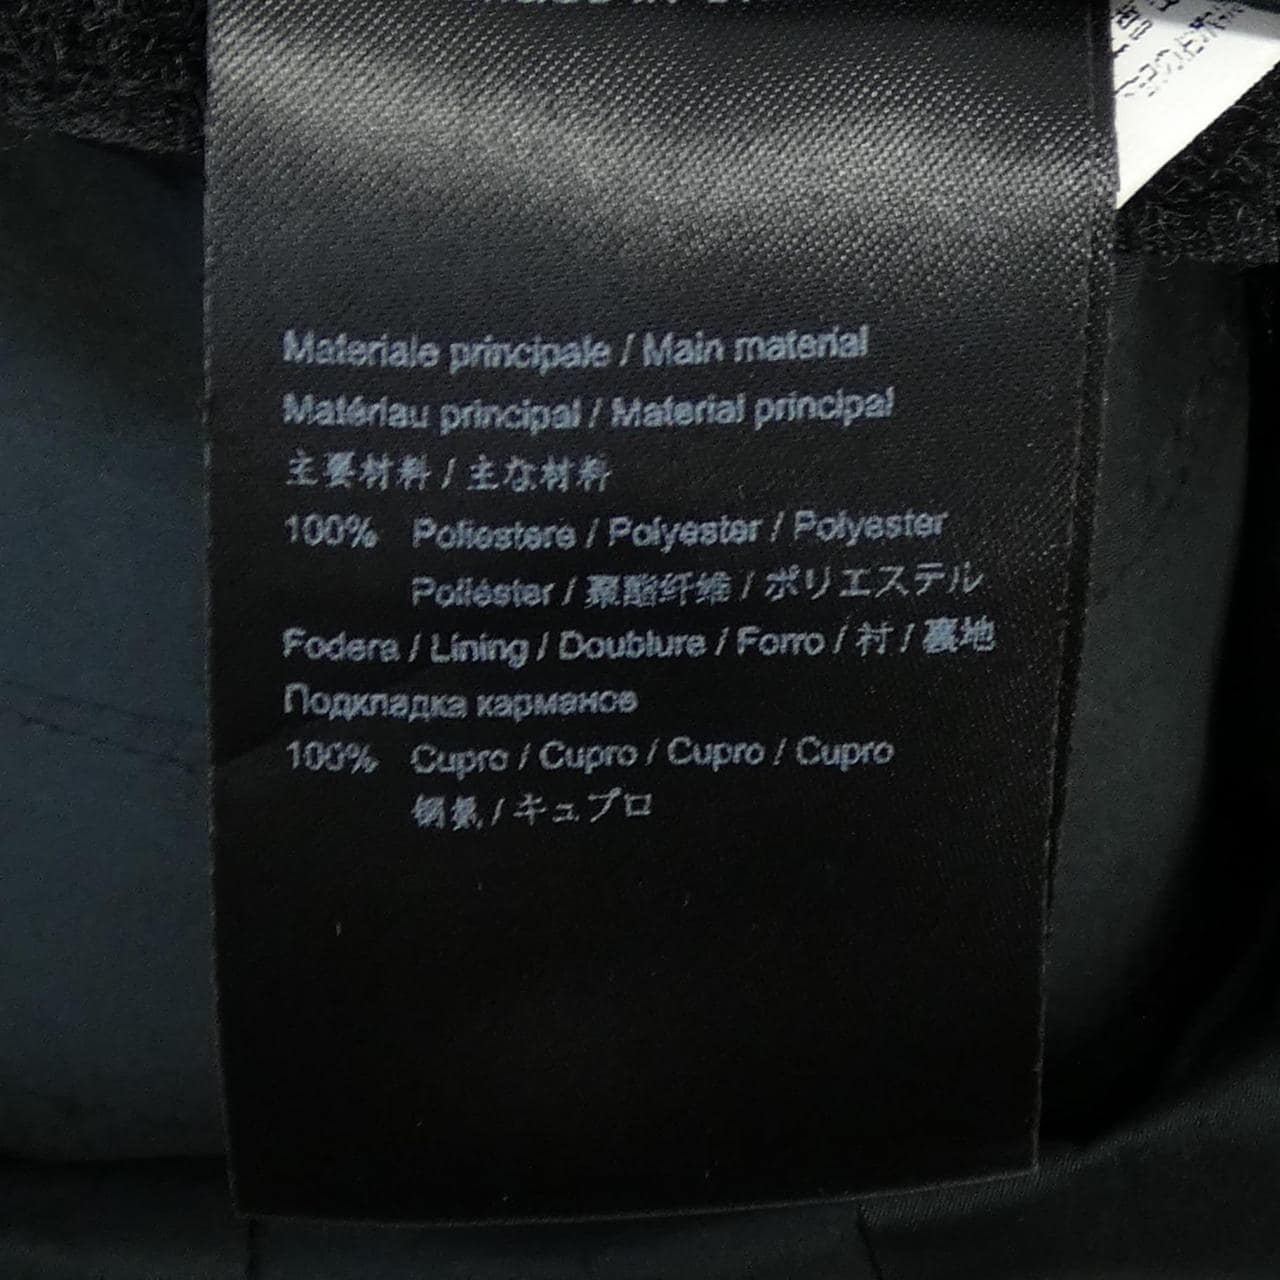 Materiale principale / Main material
Matériau principal / Material principal
主要材料 / 主な材料
100% Poliestere / Polyester / Polyester
Poliéster / 聚酯纤维 / ポリエステル
Fodera / Lining / Doublure / Forro / 衬 / 裏地
Подкладка карманов
100% Cupro / Cupro / Cupro / Cupro
铜氨 / キュプロ